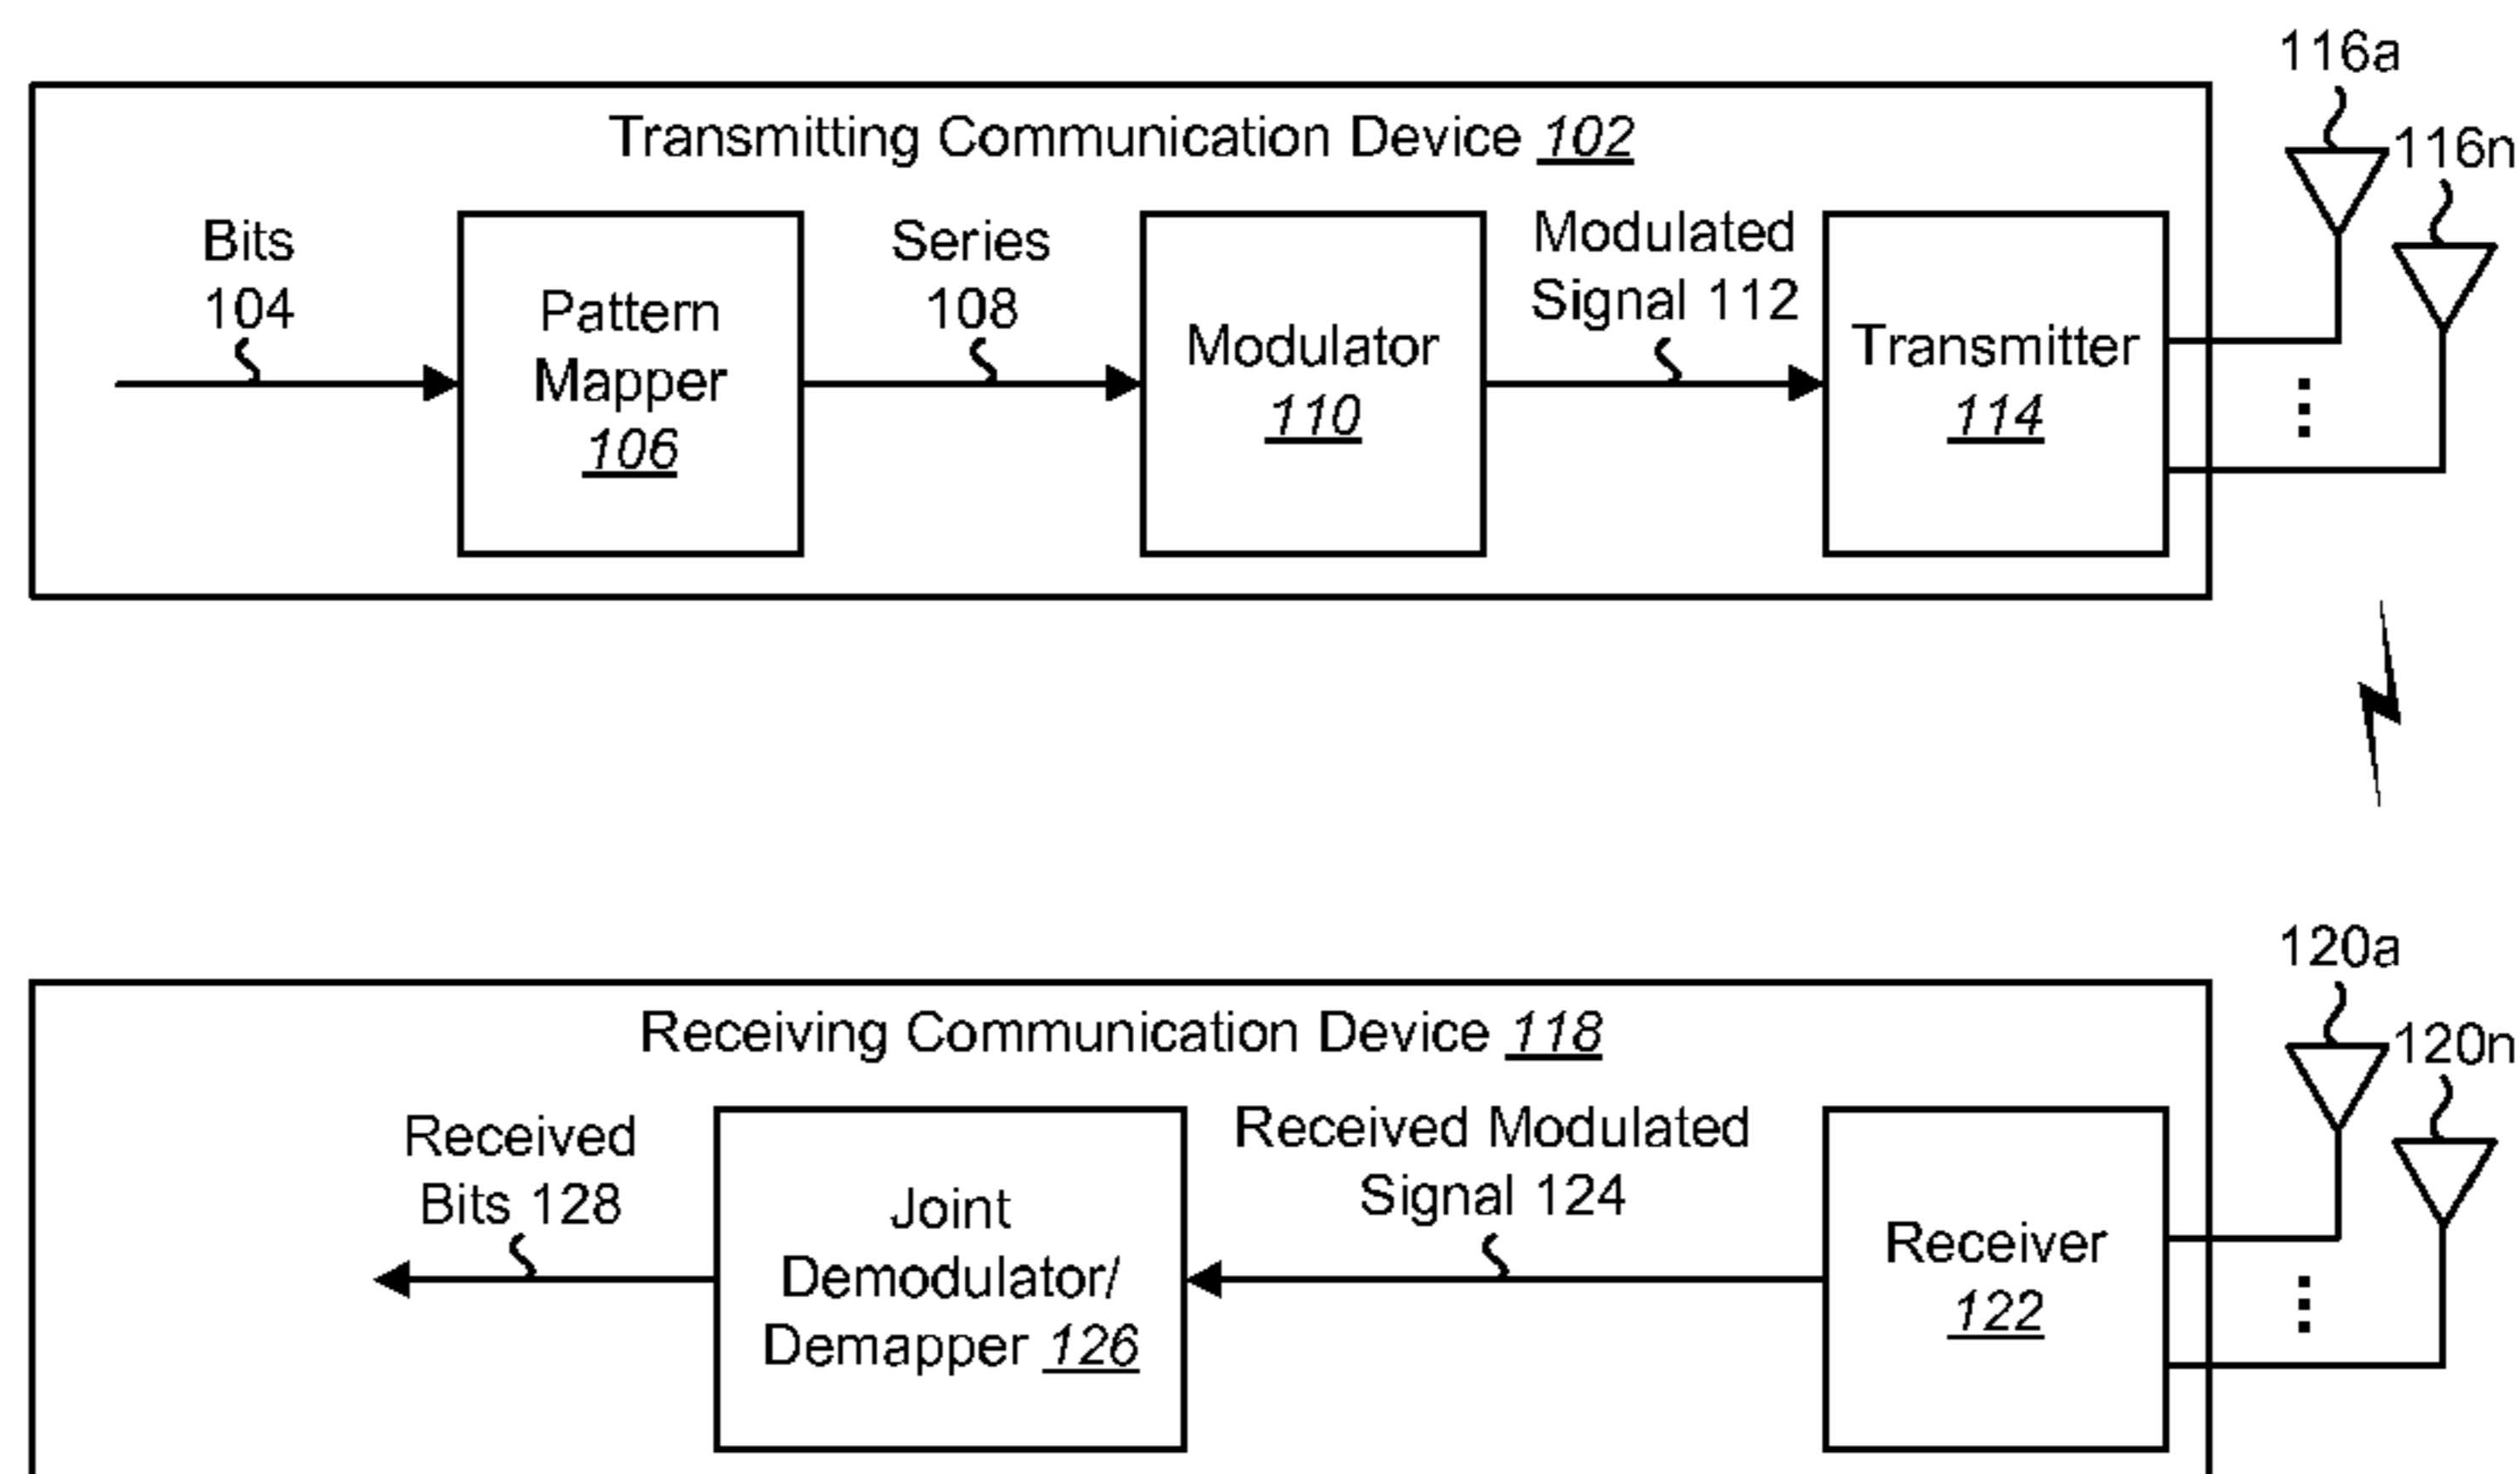 116a
Transmitting Communication Device 102
116n
Bits
104
Pattern
Mapper
106
Series
108
Modulator
110
Modulated
Signal 112
Transmitter
114
120a
Receiving Communication Device 118
120n
Received
Bits 128
Joint
Demodulator/
Demapper 126
Received Modulated
Signal 124
Receiver
122